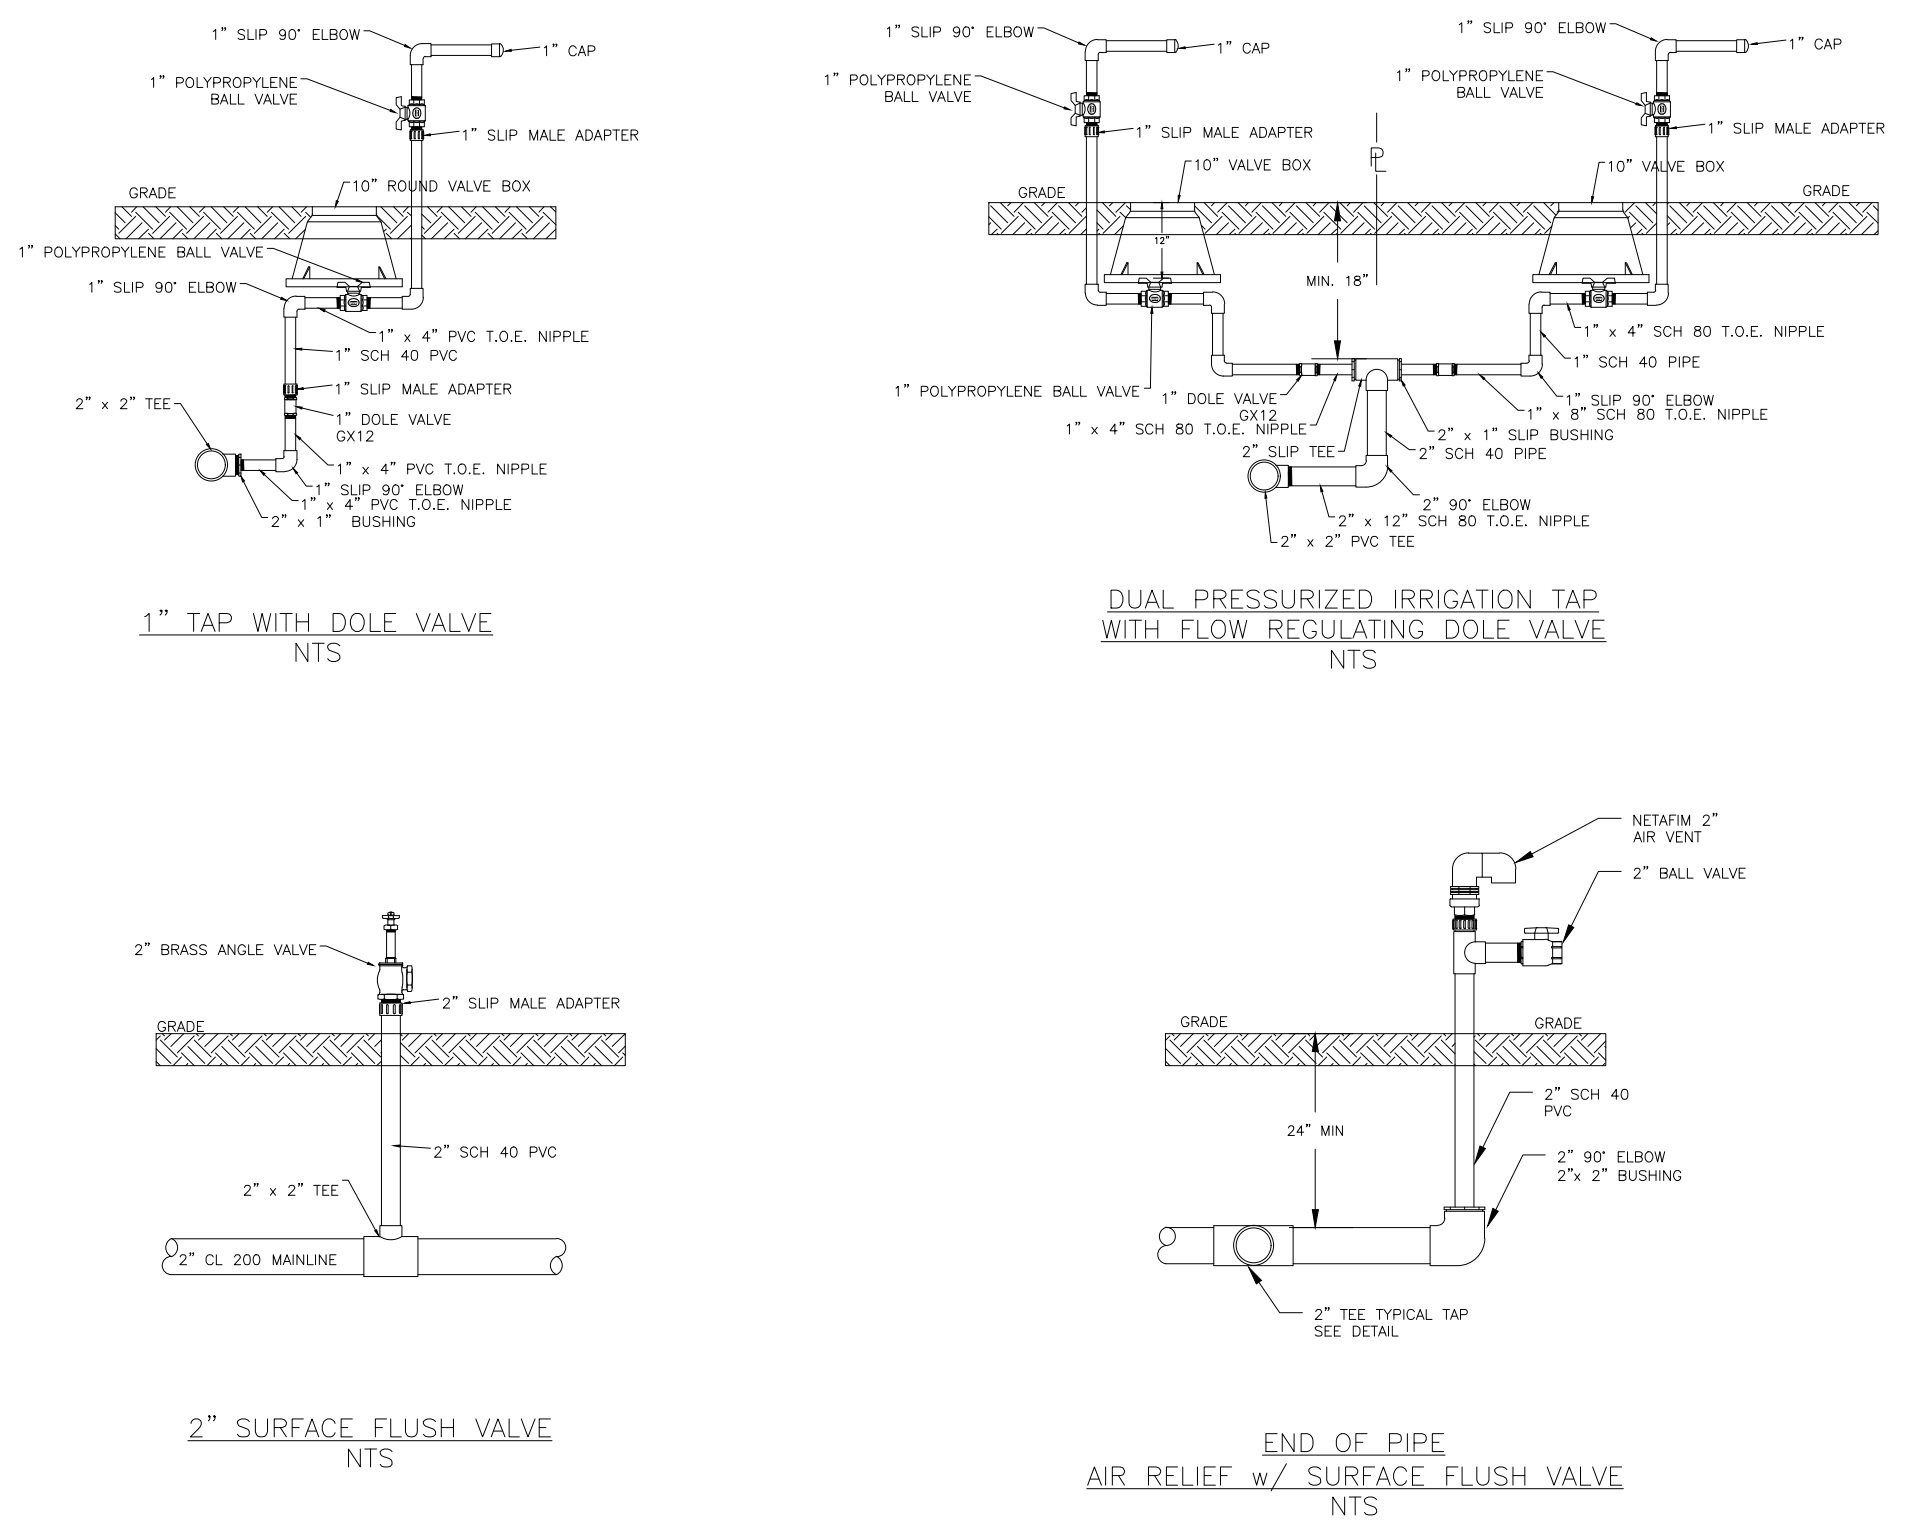 1” SLIP 90° ELBOW
1” CAP
1” POLYPROPYLENE
BALL VALVE
1” SLIP MALE ADAPTER
10” ROUND VALVE BOX
GRADE
1” POLYPROPYLENE BALL VALVE
1” SLIP 90° ELBOW
1” x 4” PVC T.O.E. NIPPLE
1” SCH 40 PVC
1” SLIP MALE ADAPTER
2” x 2” TEE
1” DOLE VALVE
GX12
1” x 4” PVC T.O.E. NIPPLE
1” SLIP 90° ELBOW
1” x 4” PVC T.O.E. NIPPLE
2” x 1” BUSHING
1” TAP WITH DOLE VALVE
NTS
1” SLIP 90° ELBOW
1” CAP
1” POLYPROPYLENE
BALL VALVE
1” SLIP MALE ADAPTER
10” VALVE BOX
GRADE
12”
PL
MIN. 18”
1” SLIP 90° ELBOW
1” CAP
1” POLYPROPYLENE
BALL VALVE
1” SLIP MALE ADAPTER
10” VALVE BOX
GRADE
1” x 4” SCH 80 T.O.E. NIPPLE
1” SCH 40 PIPE
1” POLYPROPYLENE BALL VALVE
1” DOLE VALVE
GX12
1” x 4” SCH 80 T.O.E. NIPPLE
2” SLIP TEE
1” SLIP 90° ELBOW
1” x 8” SCH 80 T.O.E. NIPPLE
2” x 1” SLIP BUSHING
2” SCH 40 PIPE
2” 90° ELBOW
2” x 12” SCH 80 T.O.E. NIPPLE
2” x 2” PVC TEE
DUAL PRESSURIZED IRRIGATION TAP
WITH FLOW REGULATING DOLE VALVE
NTS
2” BRASS ANGLE VALVE
2” SLIP MALE ADAPTER
GRADE
2” SCH 40 PVC
2” x 2” TEE
2” CL 200 MAINLINE
2” SURFACE FLUSH VALVE
NTS
NETAFIM 2”
AIR VENT
2” BALL VALVE
GRADE
GRADE
2” SCH 40
PVC
24” MIN
2” 90° ELBOW
2”x 2” BUSHING
2” TEE TYPICAL TAP
SEE DETAIL
END OF PIPE
AIR RELIEF w/ SURFACE FLUSH VALVE
NTS